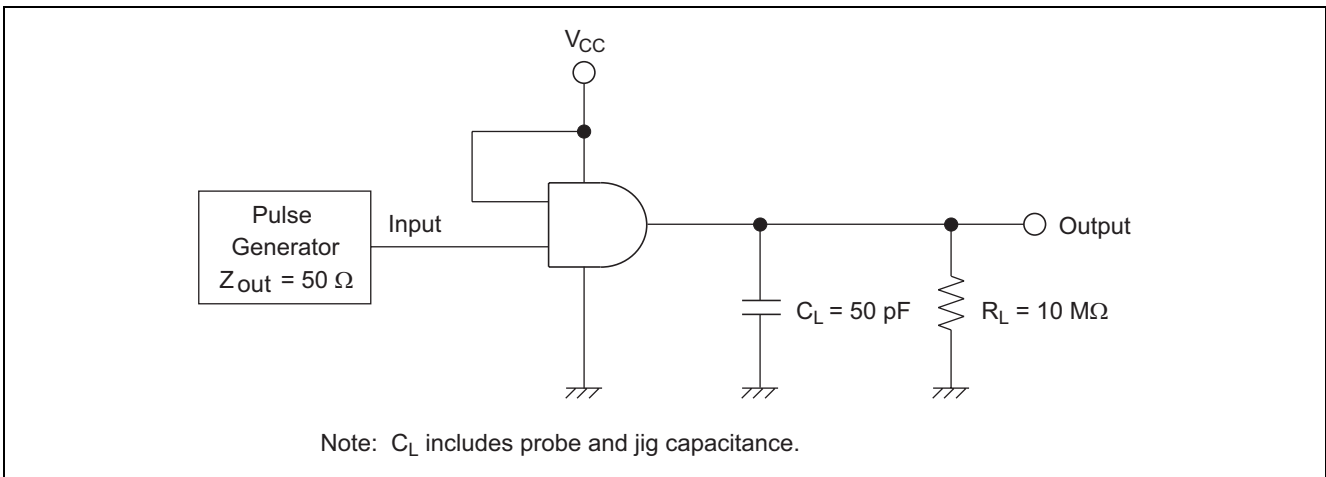 V_CC
Pulse
Generator
Z_out = 50 Ω
Input
Output
C_L = 50 pF
R_L = 10 MΩ
Note: C_L includes probe and jig capacitance.